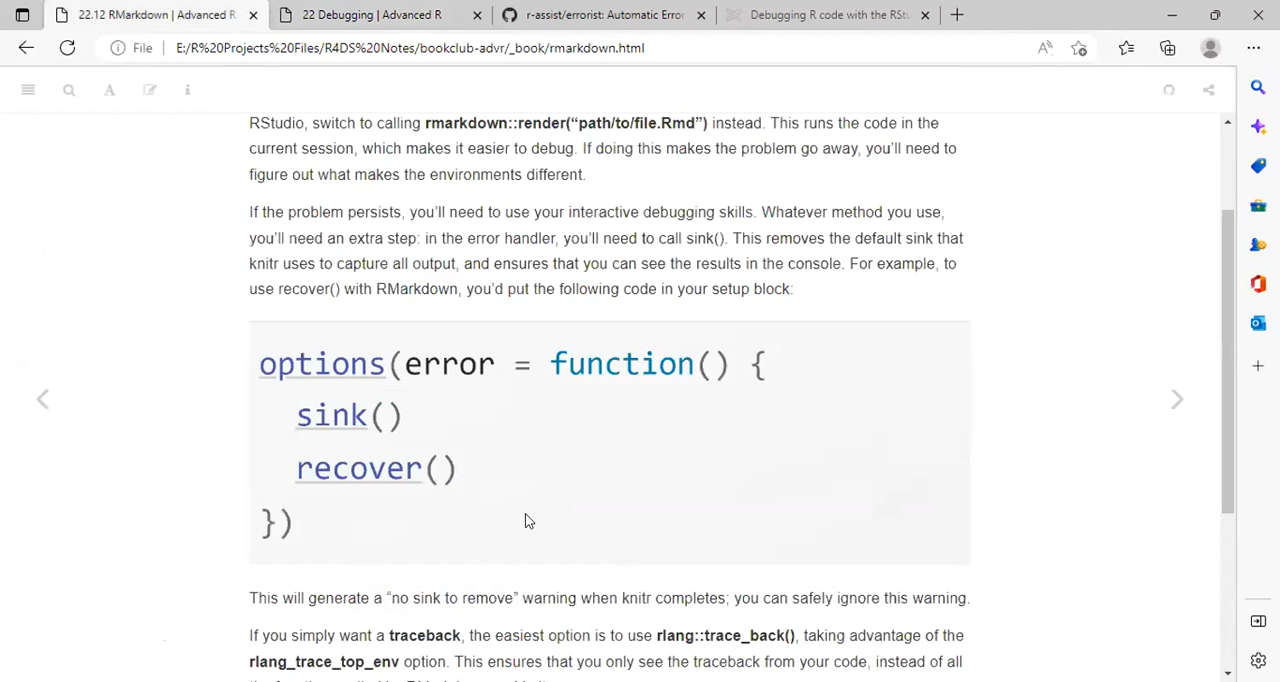 22.12 RMarkdown | Advanced R
22 Debugging | Advanced R
r-assist/errorist: Automatic Error
Debugging R code with the RStu
File
E:/R%20Projects%20Files/R4DS%20Notes/bookclub-advr/_book/rmarkdown.html
RStudio, switch to calling rmarkdown::render(“path/to/file.Rmd”) instead. This runs the code in the
current session, which makes it easier to debug. If doing this makes the problem go away, you’ll need to
figure out what makes the environments different.
If the problem persists, you’ll need to use your interactive debugging skills. Whatever method you use,
you’ll need an extra step: in the error handler, you’ll need to call sink(). This removes the default sink that
knitr uses to capture all output, and ensures that you can see the results in the console. For example, to
use recover() with RMarkdown, you’d put the following code in your setup block:
options(error = function() {
sink()
recover()
})
This will generate a “no sink to remove” warning when knitr completes; you can safely ignore this warning.
If you simply want a traceback, the easiest option is to use rlang::trace_back(), taking advantage of the
rlang_trace_top_env option. This ensures that you only see the traceback from your code, instead of all